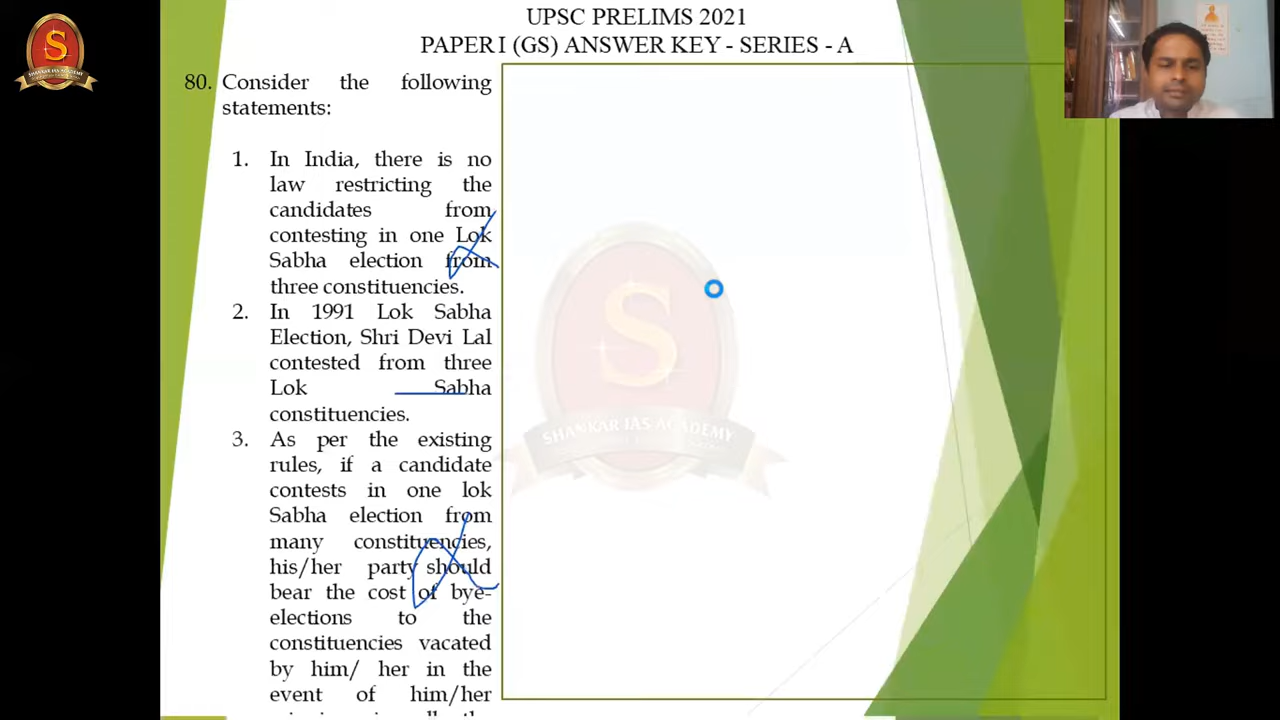 UPSC PRELIMS 2021
PAPER I (GS) ANSWER KEY - SERIES - A
S
SHANKAR IAS ACADEMY
80. Consider the following
statements:
1. In India, there is no
law restricting the
candidates from
contesting in one Lok
Sabha election from
three constituencies.
2. In 1991 Lok Sabha
Election, Shri Devi Lal
contested from three
Lok Sabha
constituencies.
3. As per the existing
rules, if a candidate
contests in one lok
Sabha election from
many constituencies,
his/her party should
bear the cost of bye-
elections to the
constituencies vacated
by him/ her in the
event of him/her
S
SHANKAR IAS ACADEMY